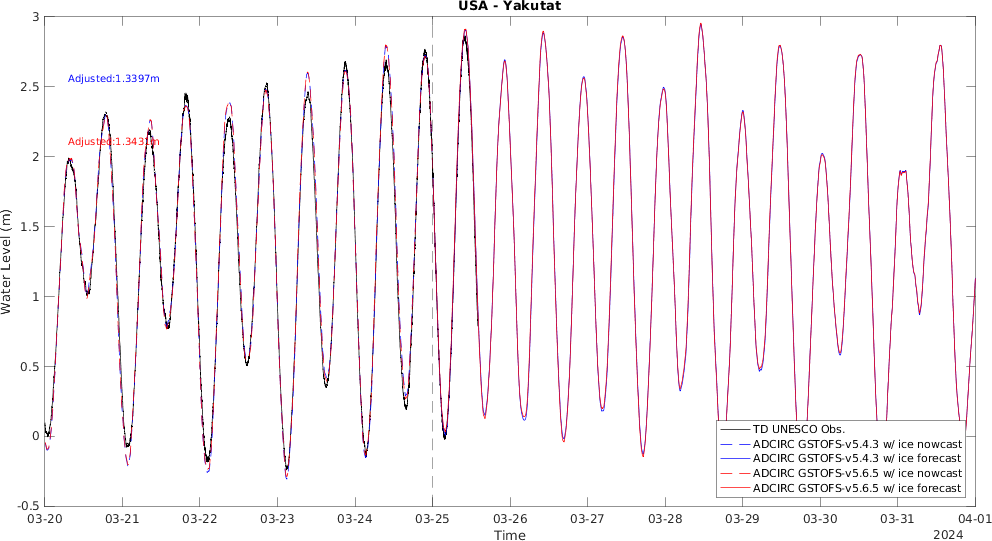 USA - Yakutat
Water Level (m)
3
2.5
2
1.5
1
0.5
0
-0.5
Adjusted:1.3397m
Adjusted:1.3431m
TD UNESCO Obs.
ADCIRC GSTOFS-v5.4.3 w/ ice nowcast
ADCIRC GSTOFS-v5.4.3 w/ ice forecast
ADCIRC GSTOFS-v5.6.5 w/ ice nowcast
ADCIRC GSTOFS-v5.6.5 w/ ice forecast
03-20 03-21 03-22 03-23 03-24 03-25 03-26 03-27 03-28 03-29 03-30 03-31 04-01
Time
2024